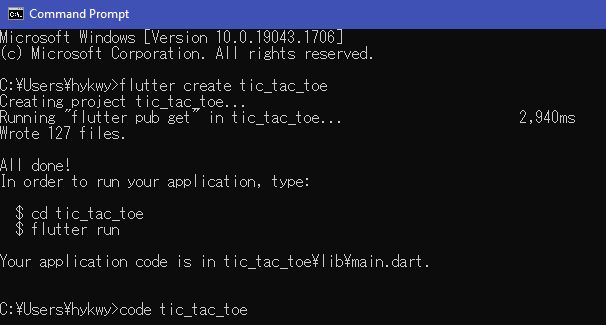 Command Prompt
Microsoft Windows [Version 10.0.19043.1706]
(c) Microsoft Corporation. All rights reserved.
C:¥Users¥hykwy>flutter create tic_tac_toe
Creating project tic_tac_toe...
Running "flutter pub get" in tic_tac_toe... 2,940ms
Wrote 127 files.
All done!
In order to run your application, type:
$ cd tic_tac_toe
$ flutter run
Your application code is in tic_tac_toe¥lib¥main.dart.
C:¥Users¥hykwy>code tic_tac_toe